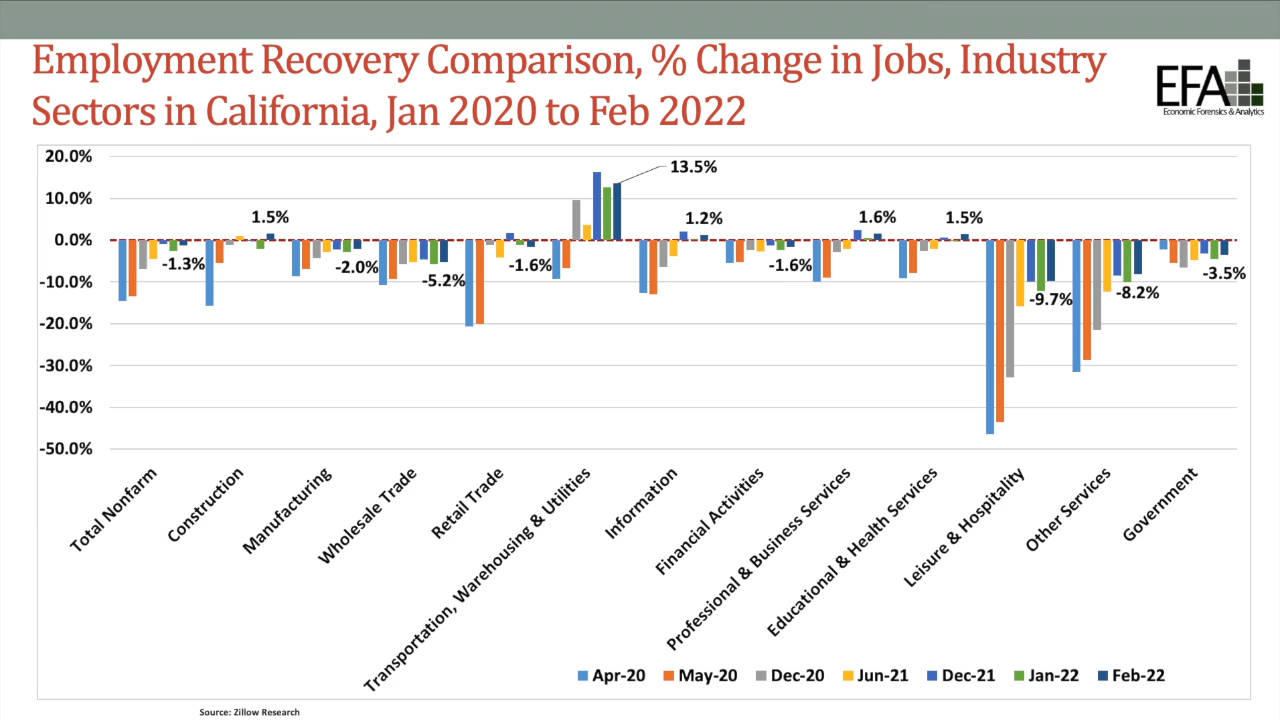 Employment Recovery Comparison, % Change in Jobs, Industry
Sectors in California, Jan 2020 to Feb 2022
EFA
Economic Forensics & Analytics
20.0%
10.0%
0.0%
-10.0%
-20.0%
-30.0%
-40.0%
-50.0%
-1.3%
1.5%
-2.0%
-5.2%
-1.6%
13.5%
1.2%
-1.6%
1.6%
1.5%
-9.7%
-8.2%
-3.5%
Total Nonfarm
Construction
Manufacturing
Wholesale Trade
Retail Trade
Transportation, Warehousing & Utilities
Information
Financial Activities
Professional & Business Services
Educational & Health Services
Leisure & Hospitality
Other Services
Government
Apr-20
May-20
Dec-20
Jun-21
Dec-21
Jan-22
Feb-22
Source: Zillow Research